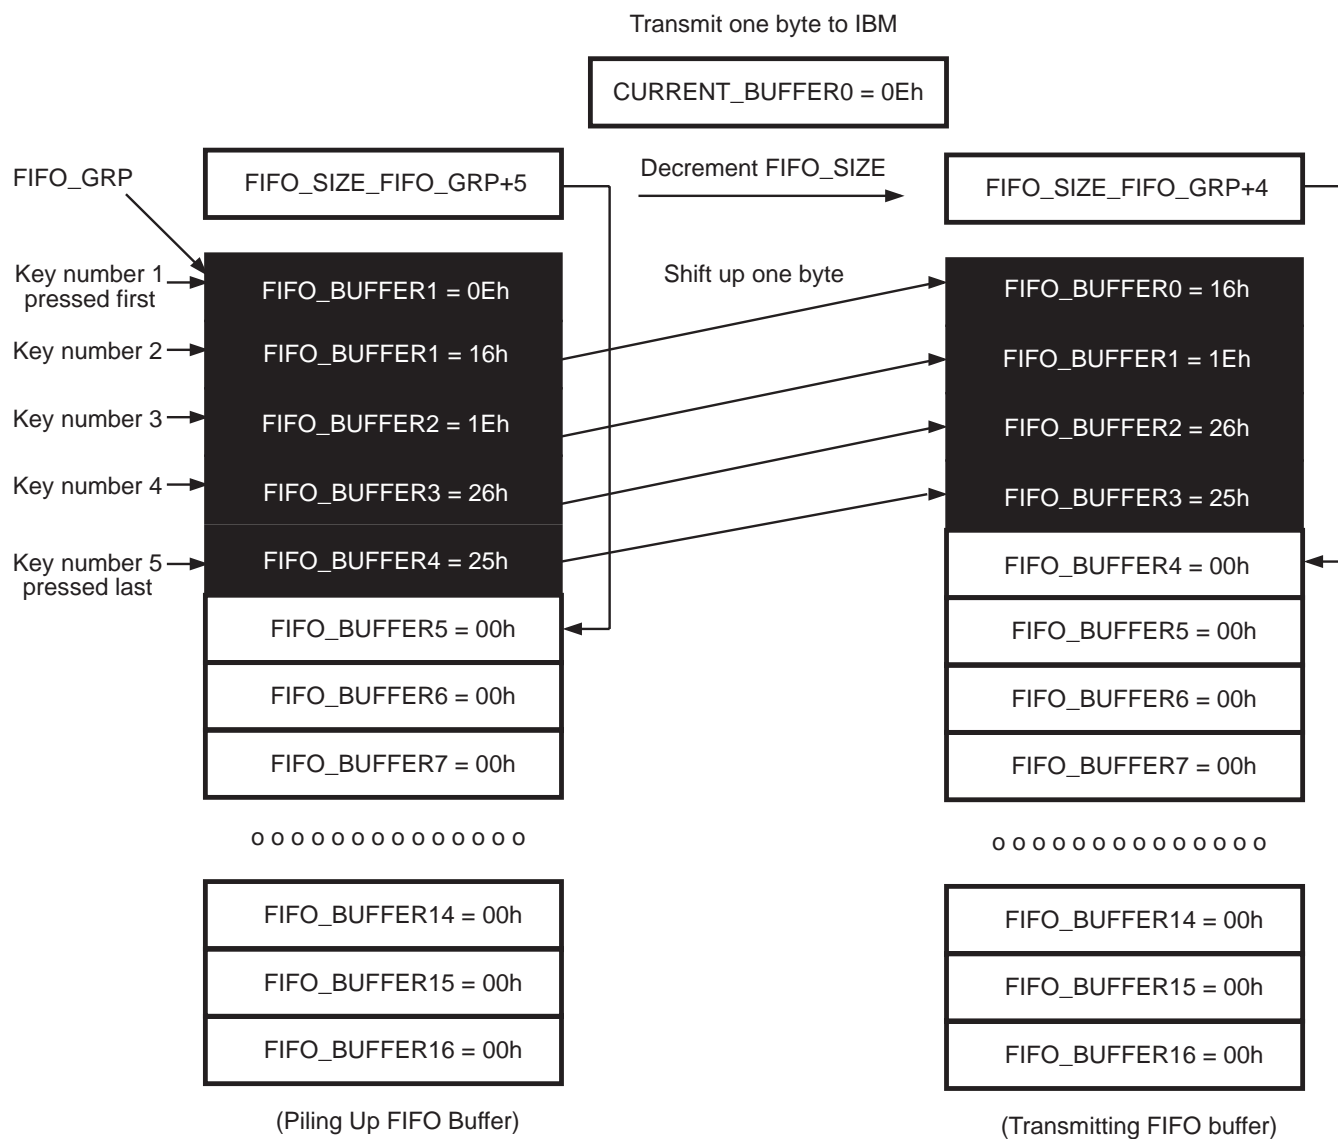 Transmit one byte to IBM
CURRENT_BUFFER0 = 0Eh
FIFO_GRP
FIFO_SIZE_FIFO_GRP+5
Decrement FIFO_SIZE
FIFO_SIZE_FIFO_GRP+4
Key number 1
pressed first
FIFO_BUFFER1 = 0Eh
Shift up one byte
FIFO_BUFFER0 = 16h
Key number 2
FIFO_BUFFER1 = 16h
FIFO_BUFFER1 = 1Eh
Key number 3
FIFO_BUFFER2 = 1Eh
FIFO_BUFFER2 = 26h
Key number 4
FIFO_BUFFER3 = 26h
FIFO_BUFFER3 = 25h
Key number 5
pressed last
FIFO_BUFFER4 = 25h
FIFO_BUFFER4 = 00h
FIFO_BUFFER5 = 00h
FIFO_BUFFER5 = 00h
FIFO_BUFFER6 = 00h
FIFO_BUFFER6 = 00h
FIFO_BUFFER7 = 00h
FIFO_BUFFER7 = 00h
o o o o o o o o o o o o o o
o o o o o o o o o o o o o o
FIFO_BUFFER14 = 00h
FIFO_BUFFER14 = 00h
FIFO_BUFFER15 = 00h
FIFO_BUFFER15 = 00h
FIFO_BUFFER16 = 00h
FIFO_BUFFER16 = 00h
(Piling Up FIFO Buffer)
(Transmitting FIFO buffer)